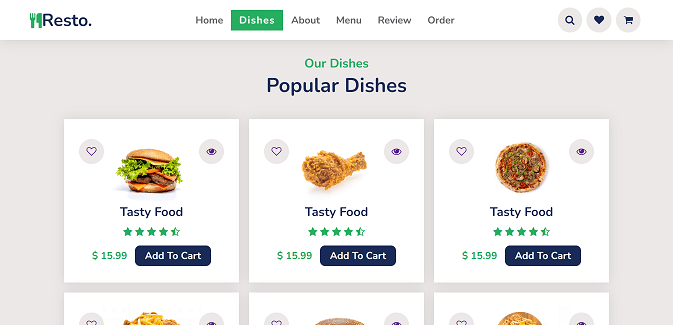 Resto.
Home Dishes About Menu Review Order
Our Dishes
Popular Dishes
Tasty Food Tasty Food Tasty Food
$ 15.99 Add To Cart $ 15.99 Add To Cart $ 15.99 Add To Cart